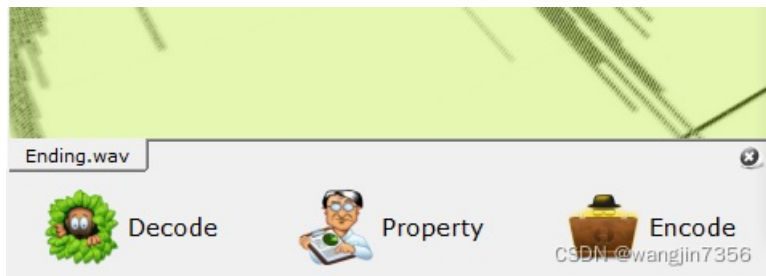 Ending.wav
Decode
Property
Encode
CSDN @wangjin7356